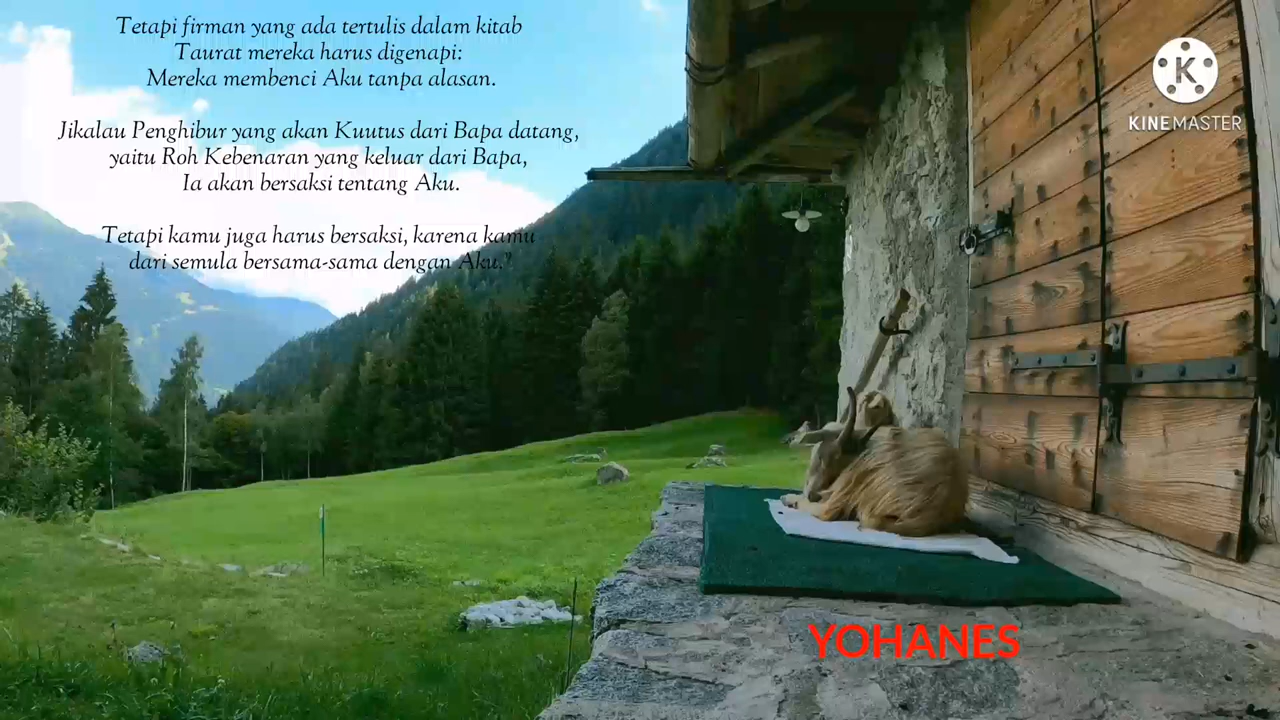 Tetapi firman yang ada tertulis dalam kitab
Taurat mereka harus digenapi:
Mereka membenci Aku tanpa alasan.
Jikalau Penghibur yang akan Kuutus dari Bapa datang,
yaitu Roh Kebenaran yang keluar dari Bapa,
Ia akan bersaksi tentang Aku.
Tetapi kamu juga harus bersaksi, karena kamu
dari semula bersama-sama dengan Aku."
K
KINEMASTER
YOHANES